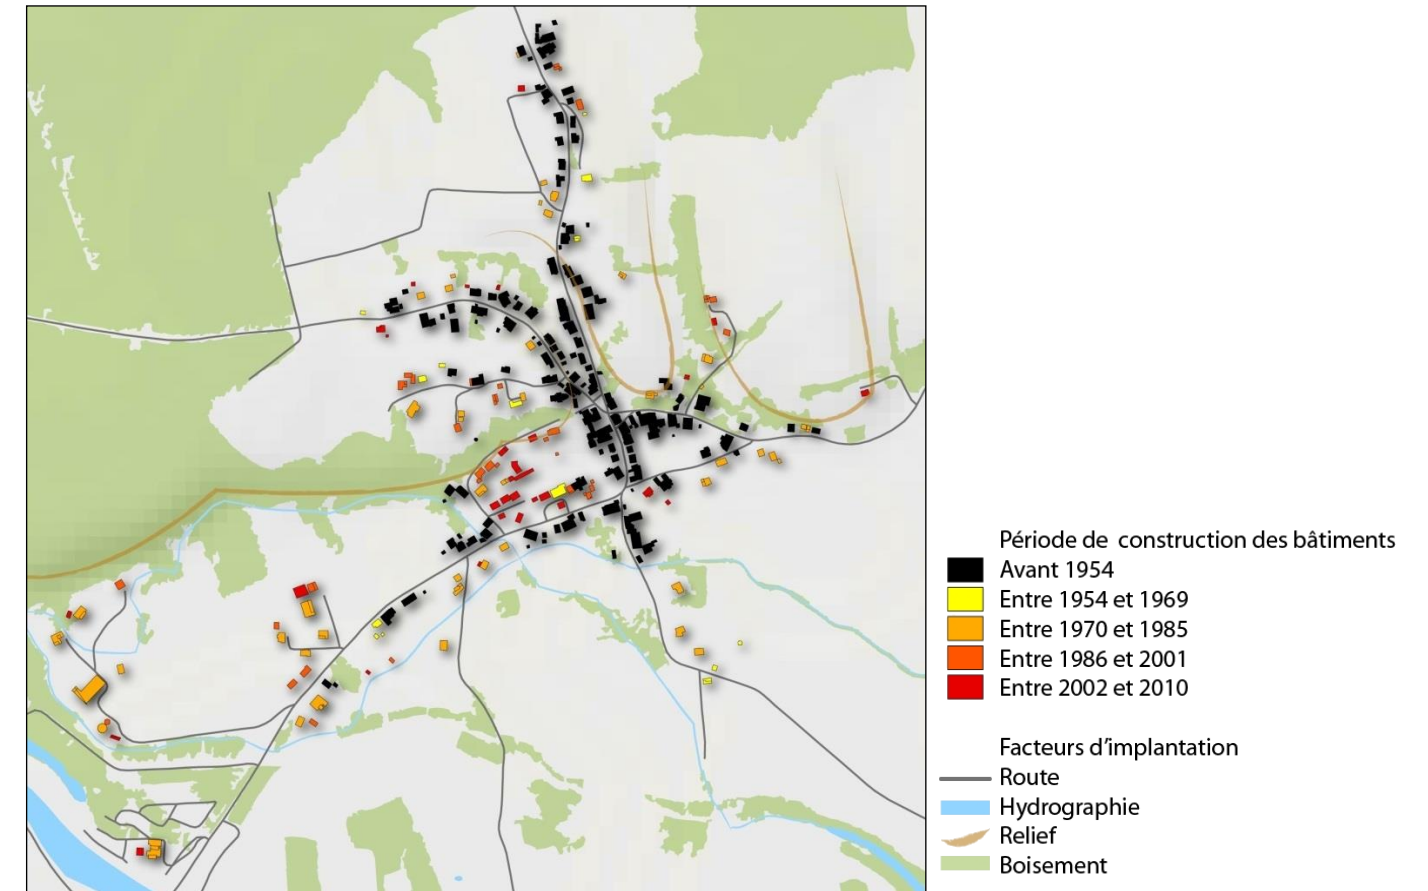 Période de construction des bâtiments
Avant 1954
Entre 1954 et 1969
Entre 1970 et 1985
Entre 1986 et 2001
Entre 2002 et 2010
Facteurs d’implantation
Route
Hydrographie
Relief
Boisement